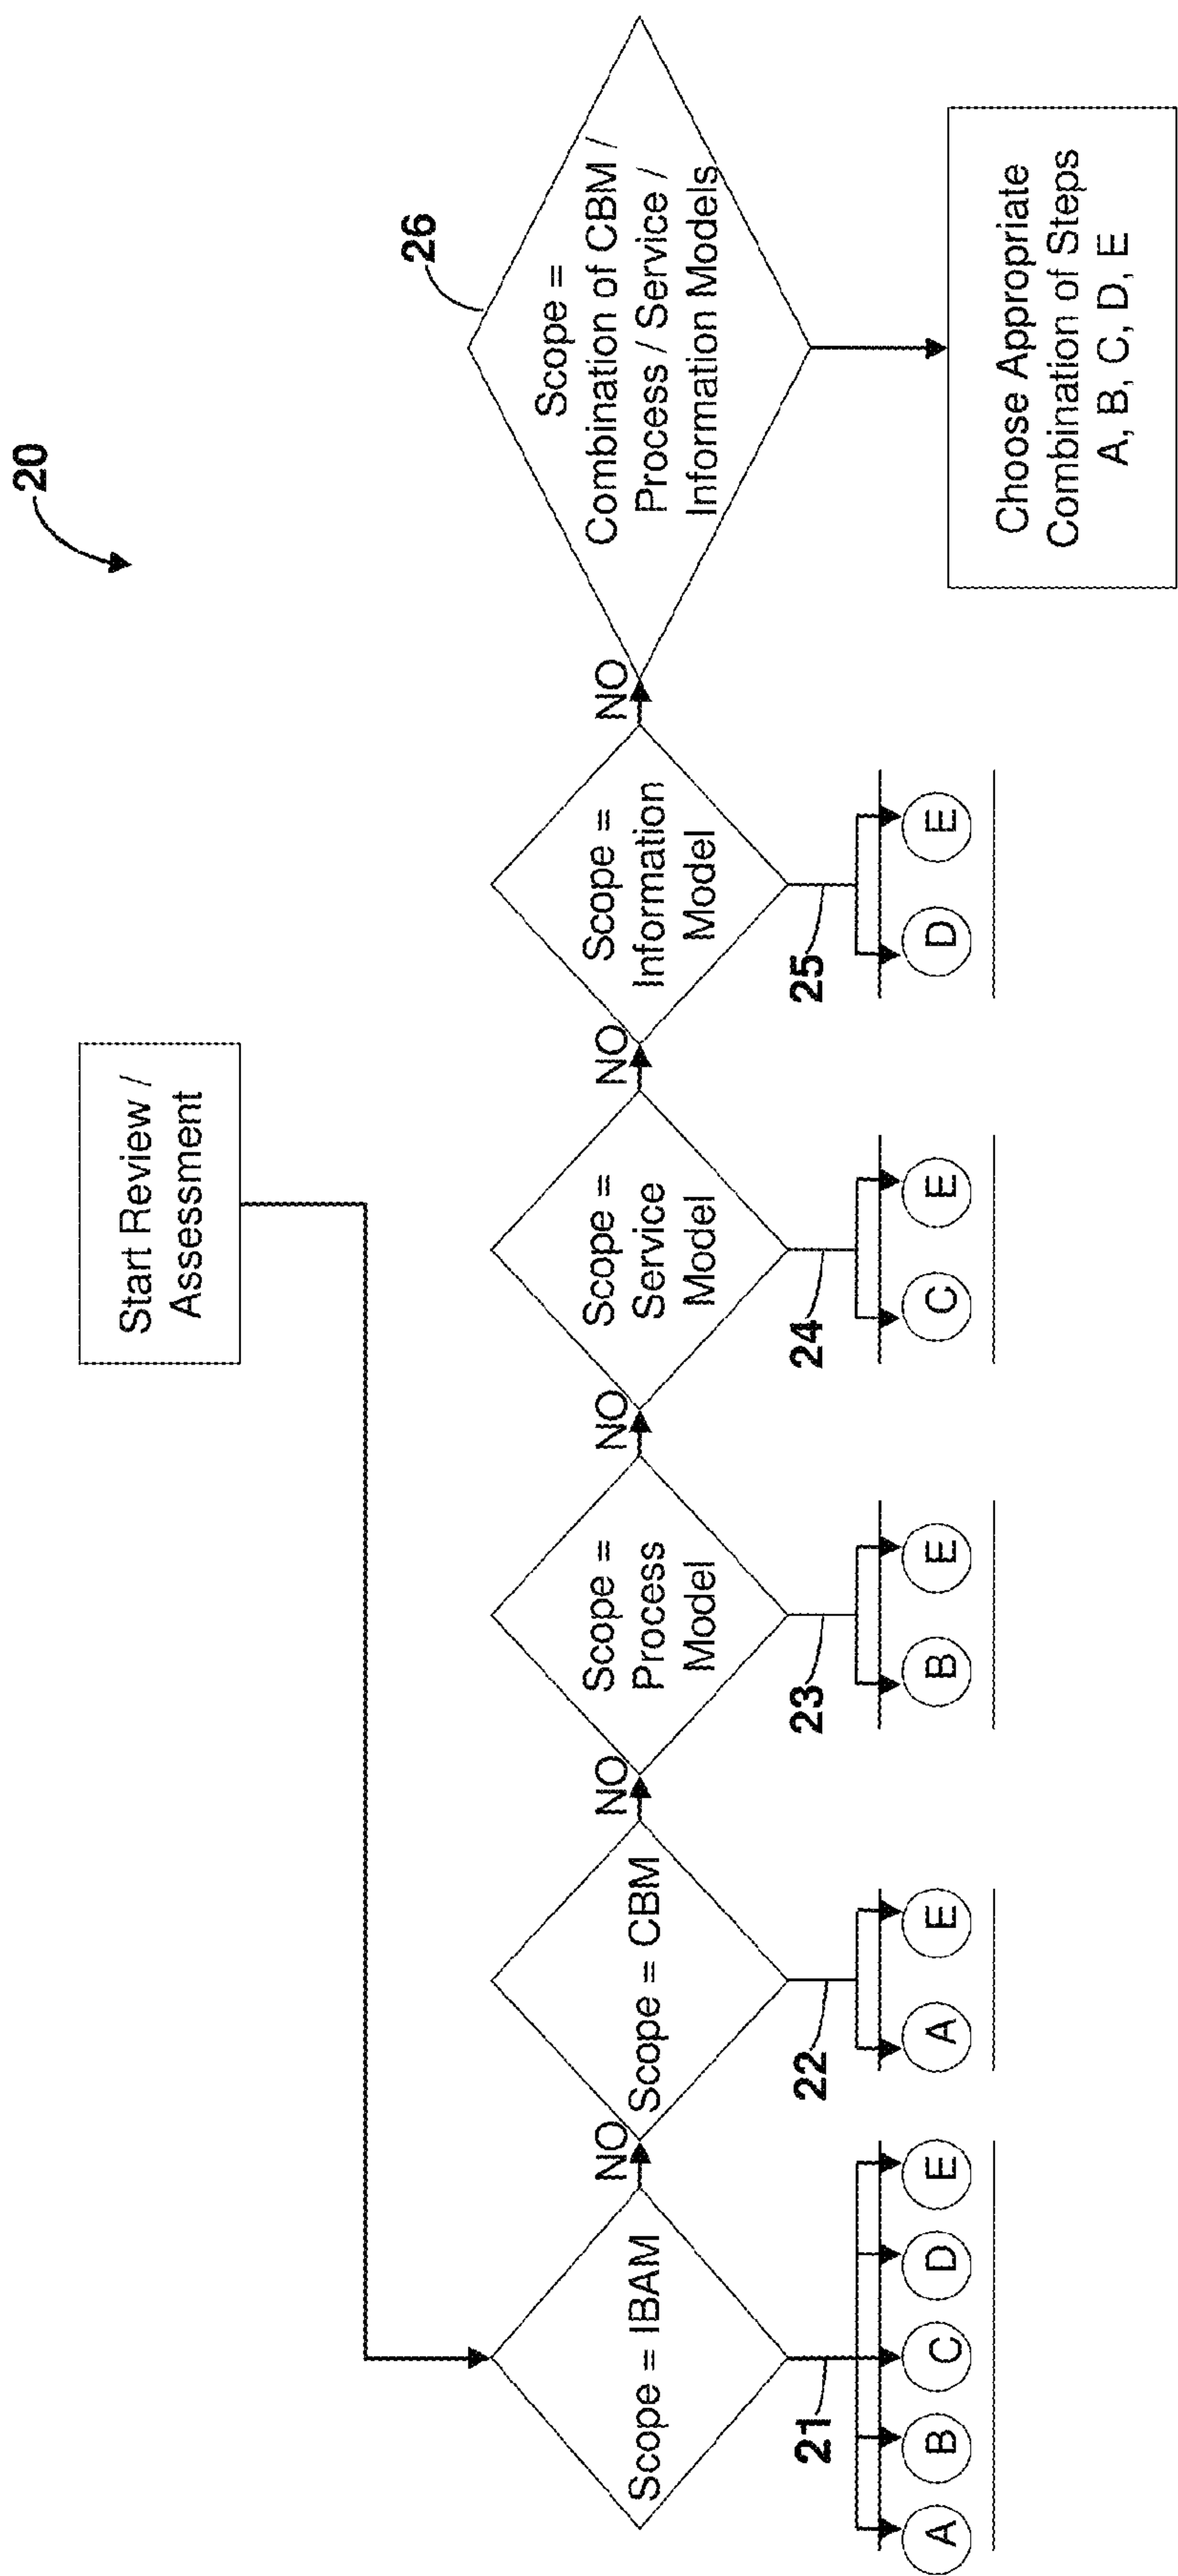 20
Start Review /
Assessment
Scope = IBAM
NO
Scope = CBM
NO
Scope =
Process
Model
NO
Scope =
Service
Model
NO
Scope =
Information
Model
NO
26
Scope =
Combination of CBM /
Process / Service /
Information Models
21
A
B
C
D
E
22
A
E
23
B
E
24
C
E
25
D
E
Choose Appropriate
Combination of Steps
A, B, C, D, E